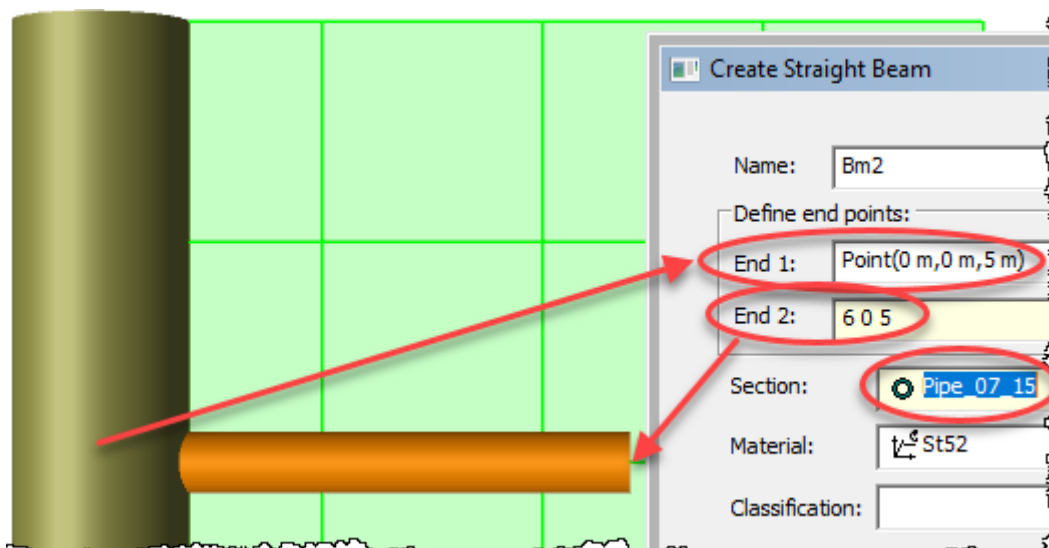 Create Straight Beam
Name: Bm2
Define end points:
End 1: Point(0 m,0 m,5 m)
End 2: 6 0 5
Section: Pipe_07_15
Material: St52
Classification: